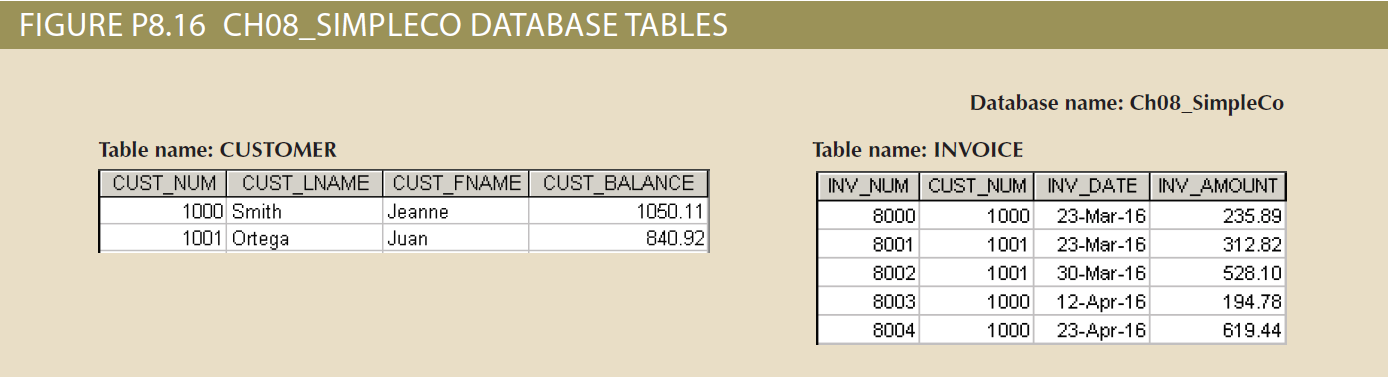 FIGURE P8.16 CH08_SIMPLECO DATABASE TABLES
Database name: Ch08_SimpleCo
Table name: CUSTOMER
CUST_NUM CUST_LNAME CUST_FNAME CUST_BALANCE
1000 Smith Jeanne 1050.11
1001 Ortega Juan 840.92
Table name: INVOICE
INV_NUM CUST_NUM INV_DATE INV_AMOUNT
8000 1000 23-Mar-16 235.89
8001 1001 23-Mar-16 312.82
8002 1001 30-Mar-16 528.10
8003 1000 12-Apr-16 194.78
8004 1000 23-Apr-16 619.44